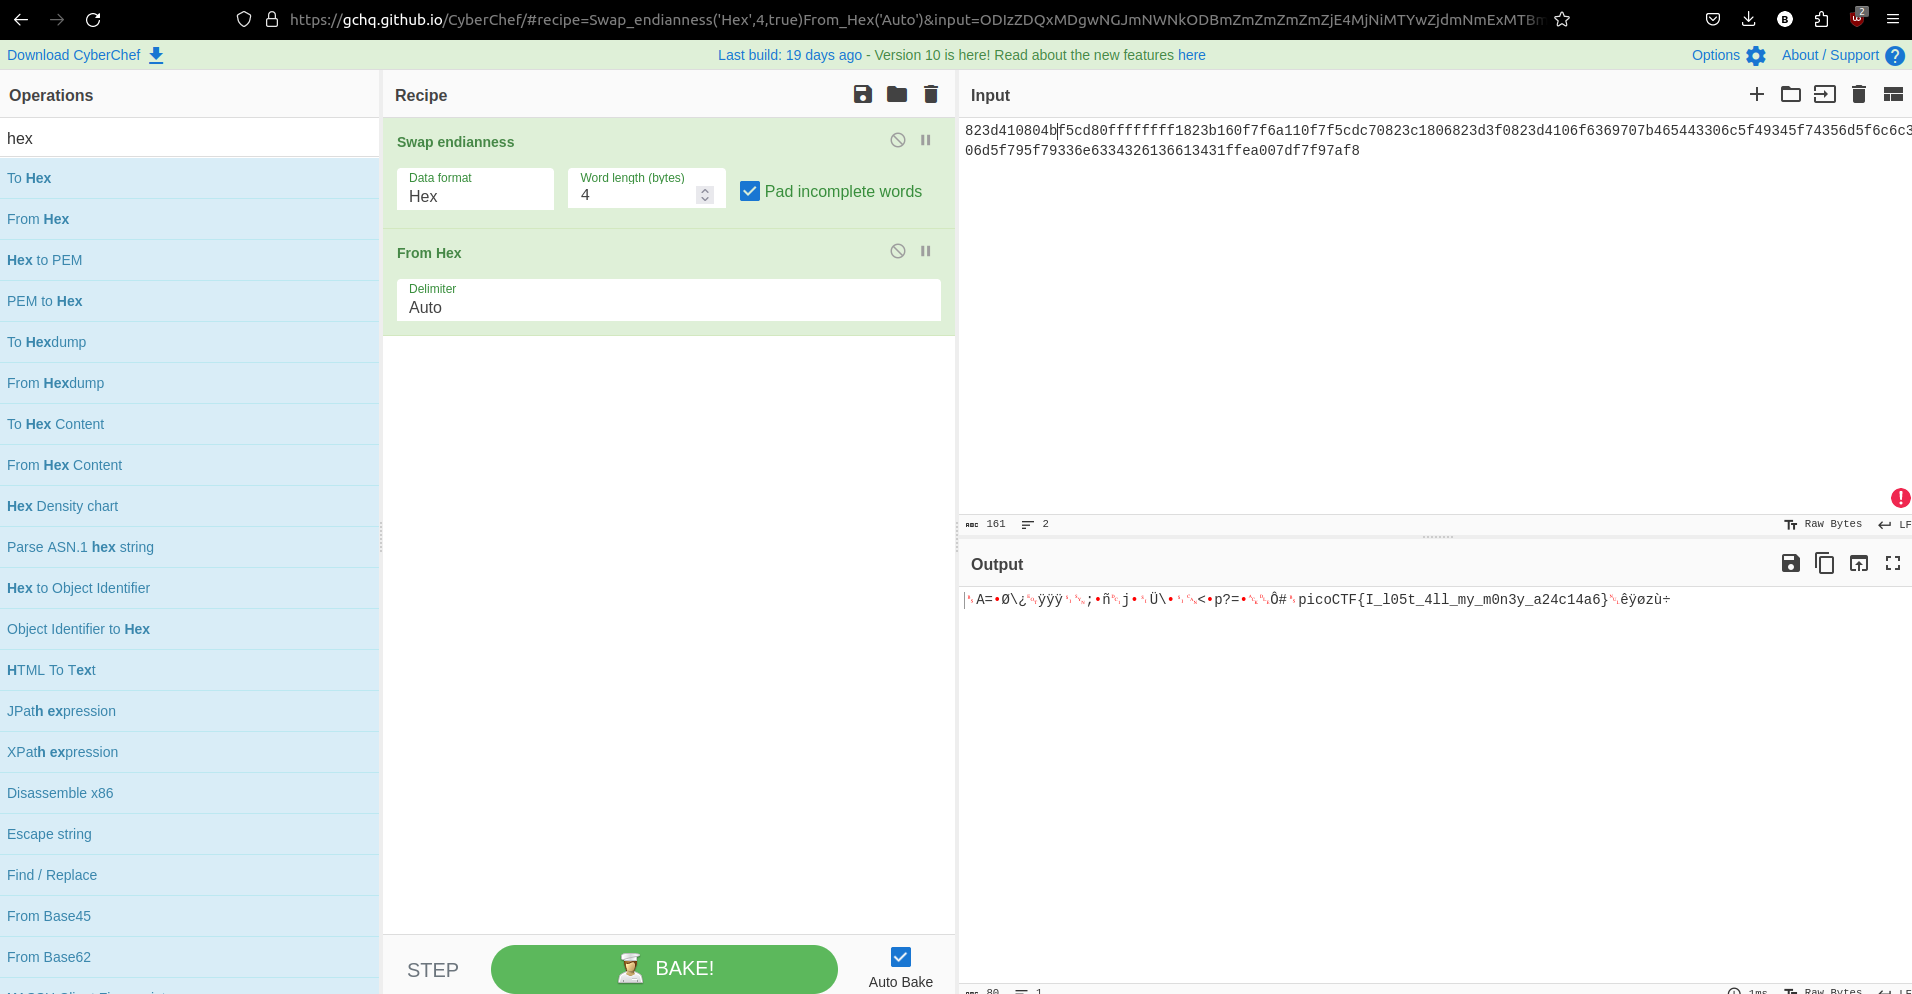 https://gchq.github.io/CyberChef/#recipe=Swap_endianness('Hex',4,true)From_Hex('Auto')&input=ODIzZDQxMDgwNGJmNWNkODBmZmZmZmZmZjE4MjNiMTYwZjdmNmExMTBm
2
Download CyberChef
Last build: 19 days ago - Version 10 is here! Read about the new features here
Options
About / Support
Operations
Recipe
Input
hex
To Hex
From Hex
Hex to PEM
PEM to Hex
To Hexdump
From Hexdump
To Hex Content
From Hex Content
Hex Density chart
Parse ASN.1 hex string
Hex to Object Identifier
Object Identifier to Hex
HTML To Text
JPath expression
XPath expression
Disassemble x86
Escape string
Find / Replace
From Base45
From Base62
Swap endianness
Data format
Hex
Word length (bytes)
4
Pad incomplete words
From Hex
Delimiter
Auto
STEP
BAKE!
Auto Bake
823d410804bf5cd80ffffffff1823b160f7f6a110f7f5cdc70823c1806823d3f0823d4106f6369707b465443306c5f49345f74356d5f6c6c3
06d5f795f79336e6334326136613431ffea007df7f97af8
ABC 161
2
Raw Bytes
LF
Output
picoCTF{I_l05t_4ll_my_m0n3y_a24c14a6}
ABC 80
1
1ms
Raw Bytes
LF